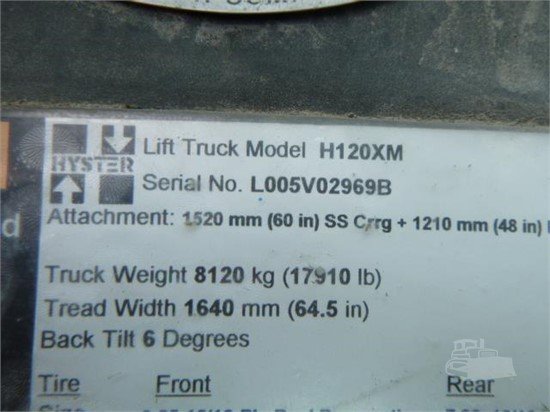 HYSTER
Lift Truck Model H120XM
Serial No. L005V02969B
Attachment: 1520 mm (60 in) SS Crrg + 1210 mm (48 in)
d
Truck Weight 8120 kg (17910 lb)
Tread Width 1640 mm (64.5 in)
Back Tilt 6 Degrees
Tire Front Rear